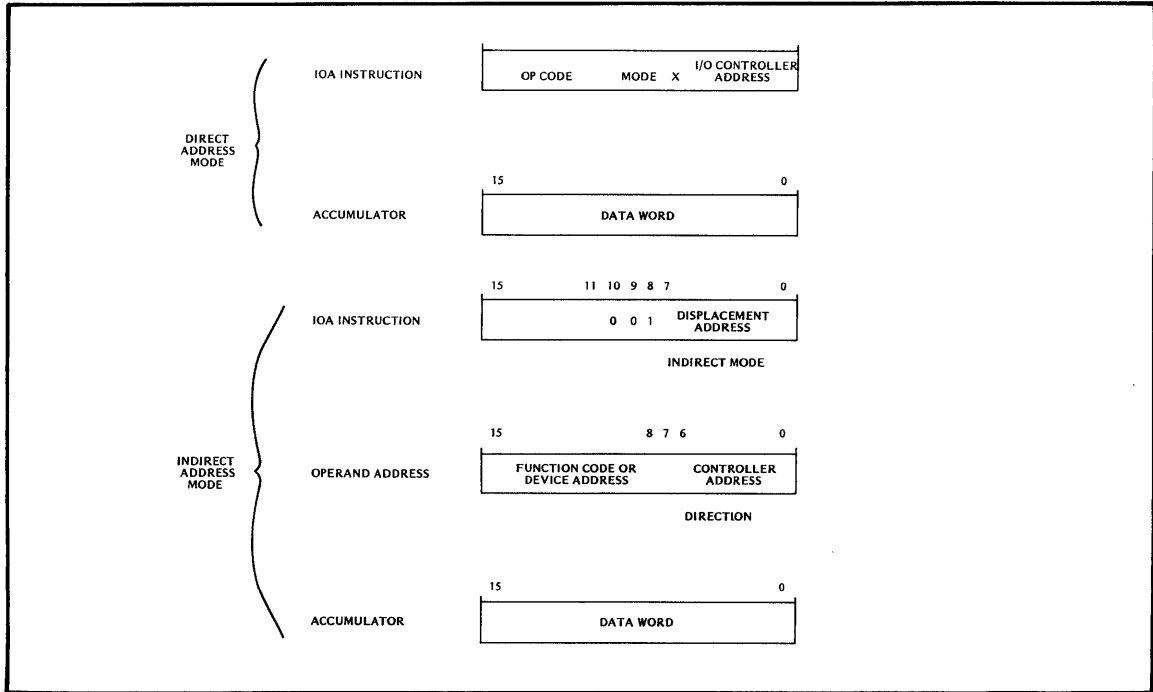 DIRECT
ADDRESS
MODE
IOA INSTRUCTION
OP CODE MODE X I/O CONTROLLER
ADDRESS
15 0
ACCUMULATOR
DATA WORD
INDIRECT
ADDRESS
MODE
15 11 10 9 8 7 0
IOA INSTRUCTION
0 0 1 DISPLACEMENT
ADDRESS
INDIRECT MODE
15 8 7 6 0
OPERAND ADDRESS
FUNCTION CODE OR
DEVICE ADDRESS
CONTROLLER
ADDRESS
DIRECTION
15 0
ACCUMULATOR
DATA WORD